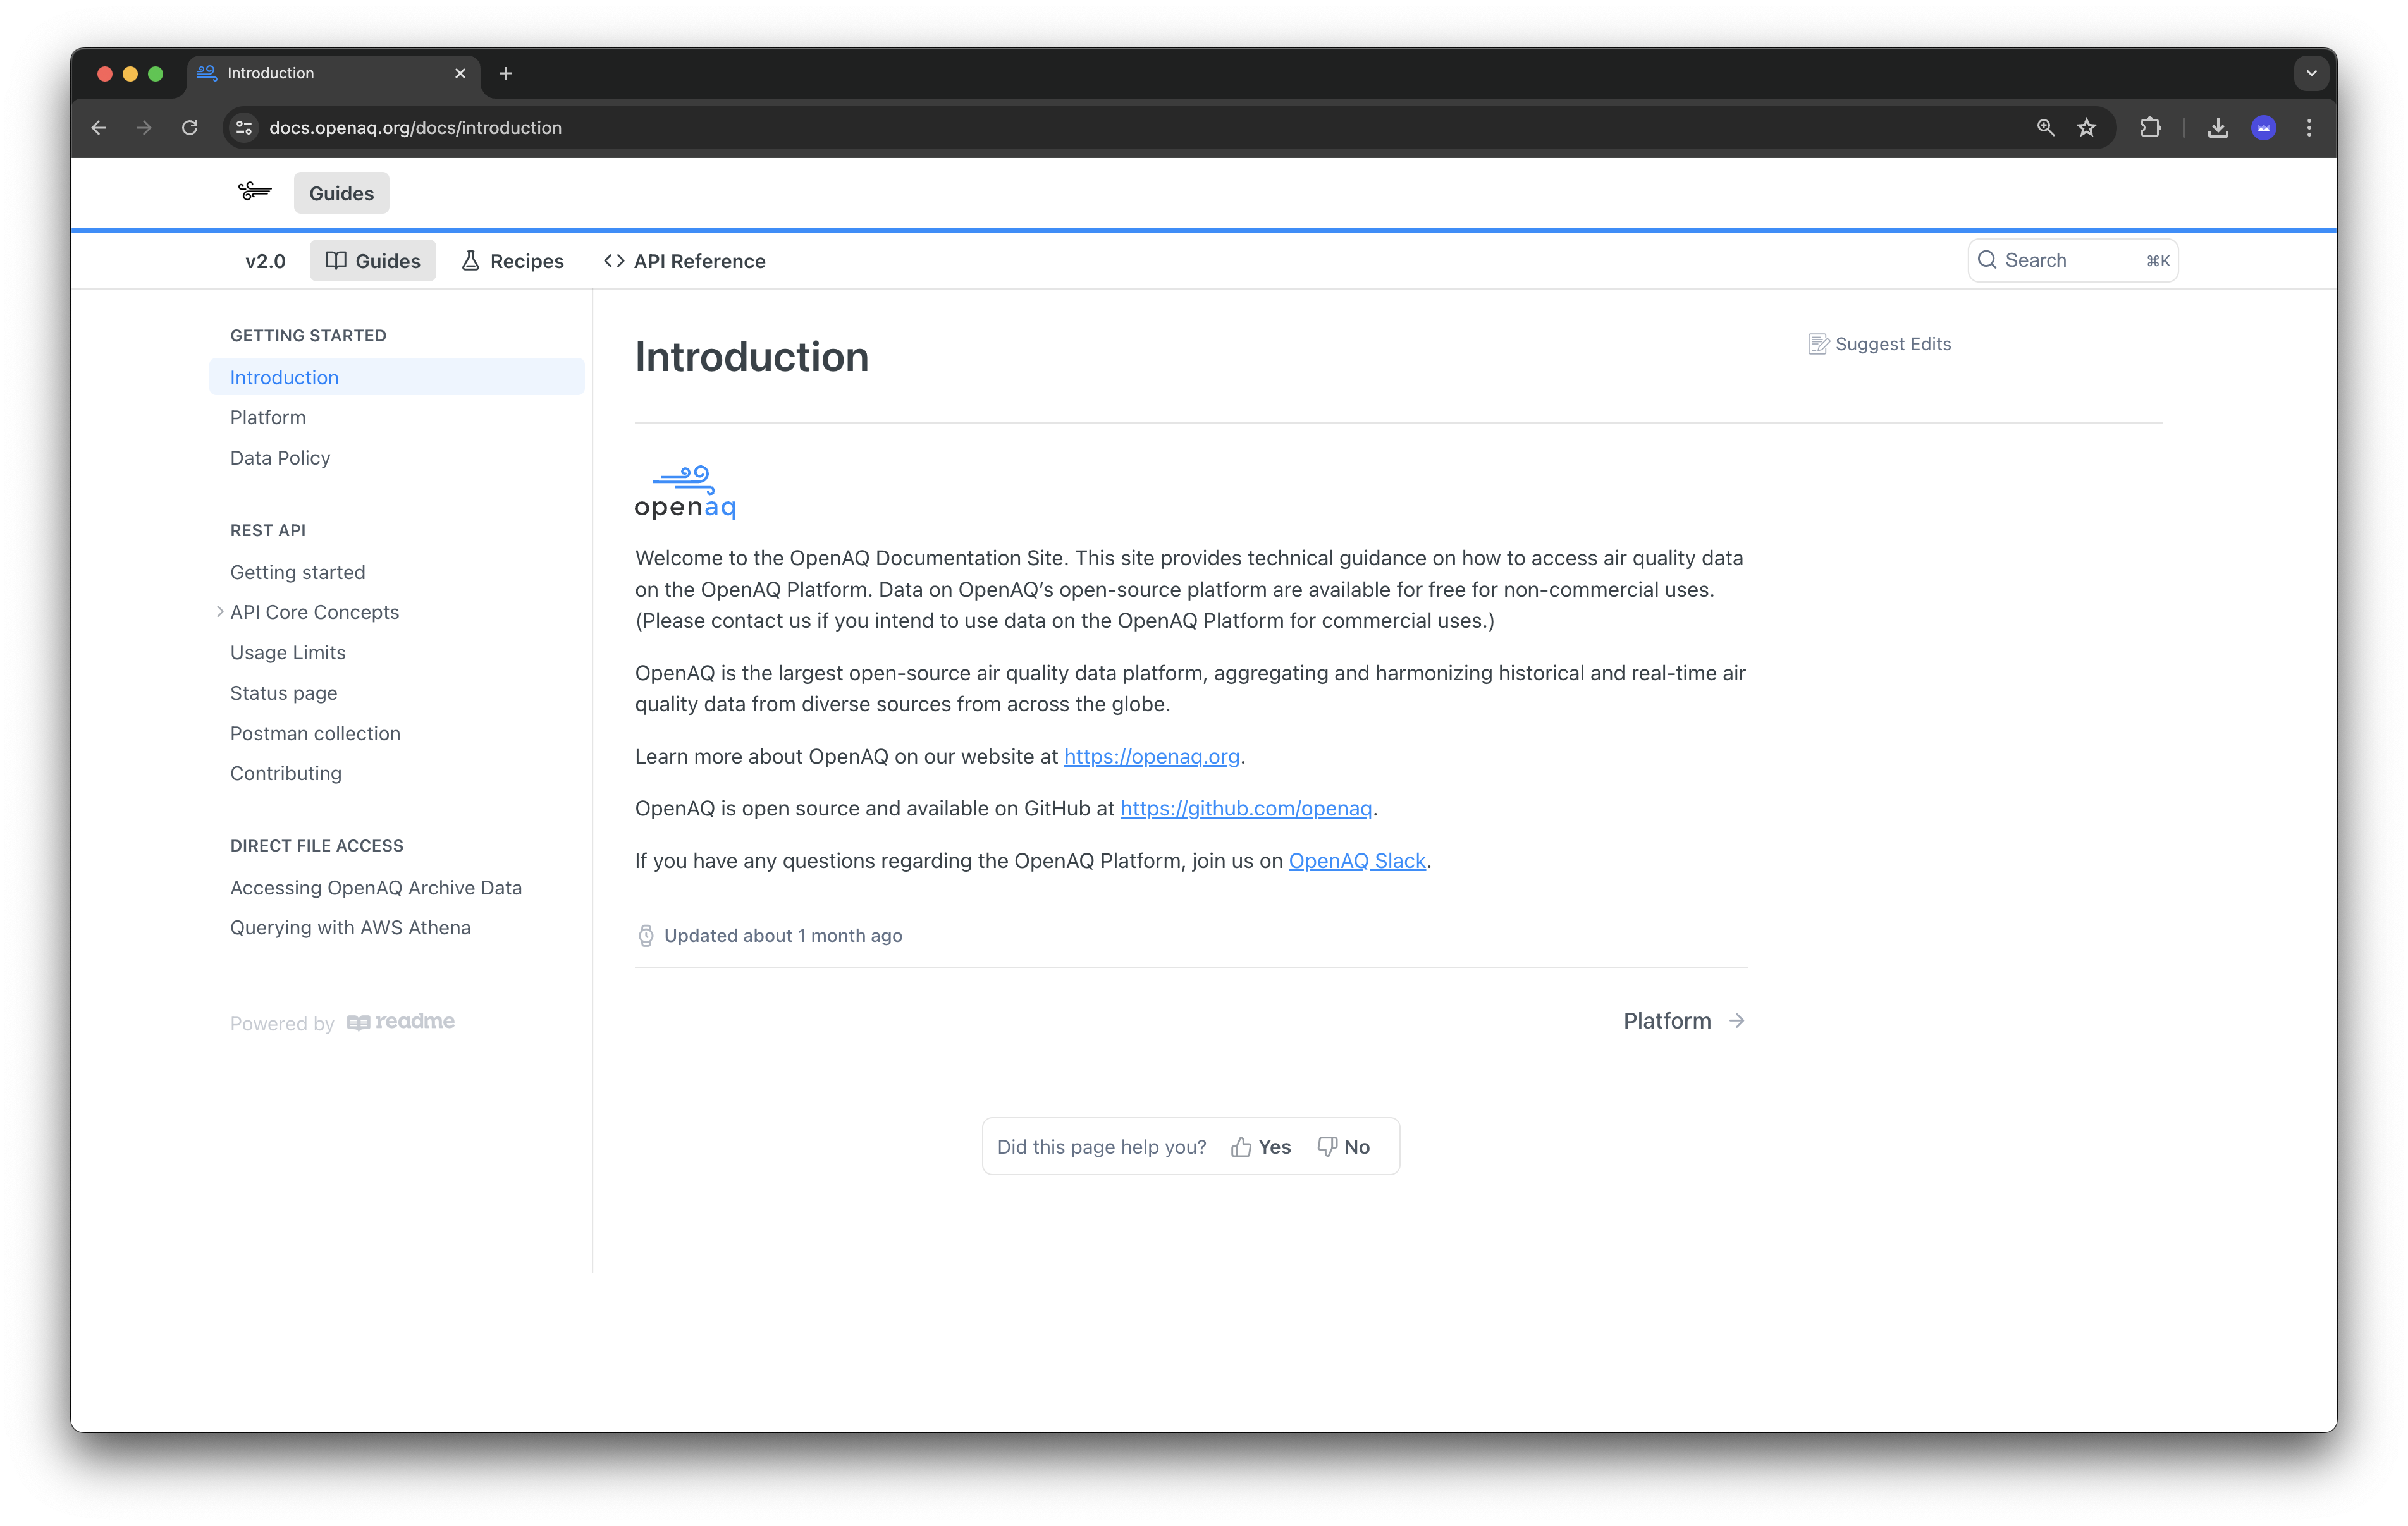 Introduction
docs.openaq.org/docs/introduction
Guides
v2.0 Guides Recipes API Reference Search ⌘K
GETTING STARTED
Introduction
Platform
Data Policy
REST API
Getting started
API Core Concepts
Usage Limits
Status page
Postman collection
Contributing
DIRECT FILE ACCESS
Accessing OpenAQ Archive Data
Querying with AWS Athena
Powered by readme
Introduction
Suggest Edits
openaq
Welcome to the OpenAQ Documentation Site. This site provides technical guidance on how to access air quality data
on the OpenAQ Platform. Data on OpenAQ’s open-source platform are available for free for non-commercial uses.
(Please contact us if you intend to use data on the OpenAQ Platform for commercial uses.)
OpenAQ is the largest open-source air quality data platform, aggregating and harmonizing historical and real-time air
quality data from diverse sources from across the globe.
Learn more about OpenAQ on our website at https://openaq.org.
OpenAQ is open source and available on GitHub at https://github.com/openaq.
If you have any questions regarding the OpenAQ Platform, join us on OpenAQ Slack.
Updated about 1 month ago
Platform
Did this page help you? Yes No